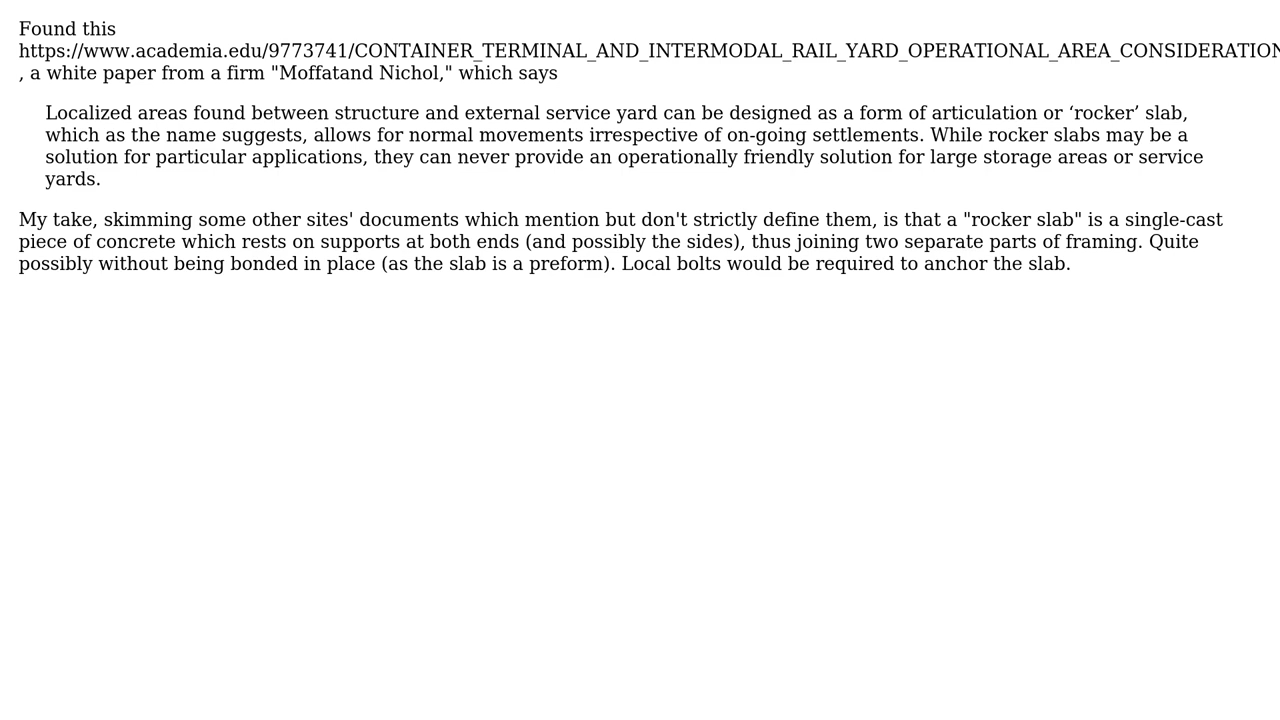 Found this
https://www.academia.edu/9773741/CONTAINER_TERMINAL_AND_INTERMODAL_RAIL_YARD_OPERATIONAL_AREA_CONSIDERATION
, a white paper from a firm "Moffatand Nichol," which says
Localized areas found between structure and external service yard can be designed as a form of articulation or ‘rocker’ slab,
which as the name suggests, allows for normal movements irrespective of on-going settlements. While rocker slabs may be a
solution for particular applications, they can never provide an operationally friendly solution for large storage areas or service
yards.
My take, skimming some other sites' documents which mention but don't strictly define them, is that a "rocker slab" is a single-cast
piece of concrete which rests on supports at both ends (and possibly the sides), thus joining two separate parts of framing. Quite
possibly without being bonded in place (as the slab is a preform). Local bolts would be required to anchor the slab.